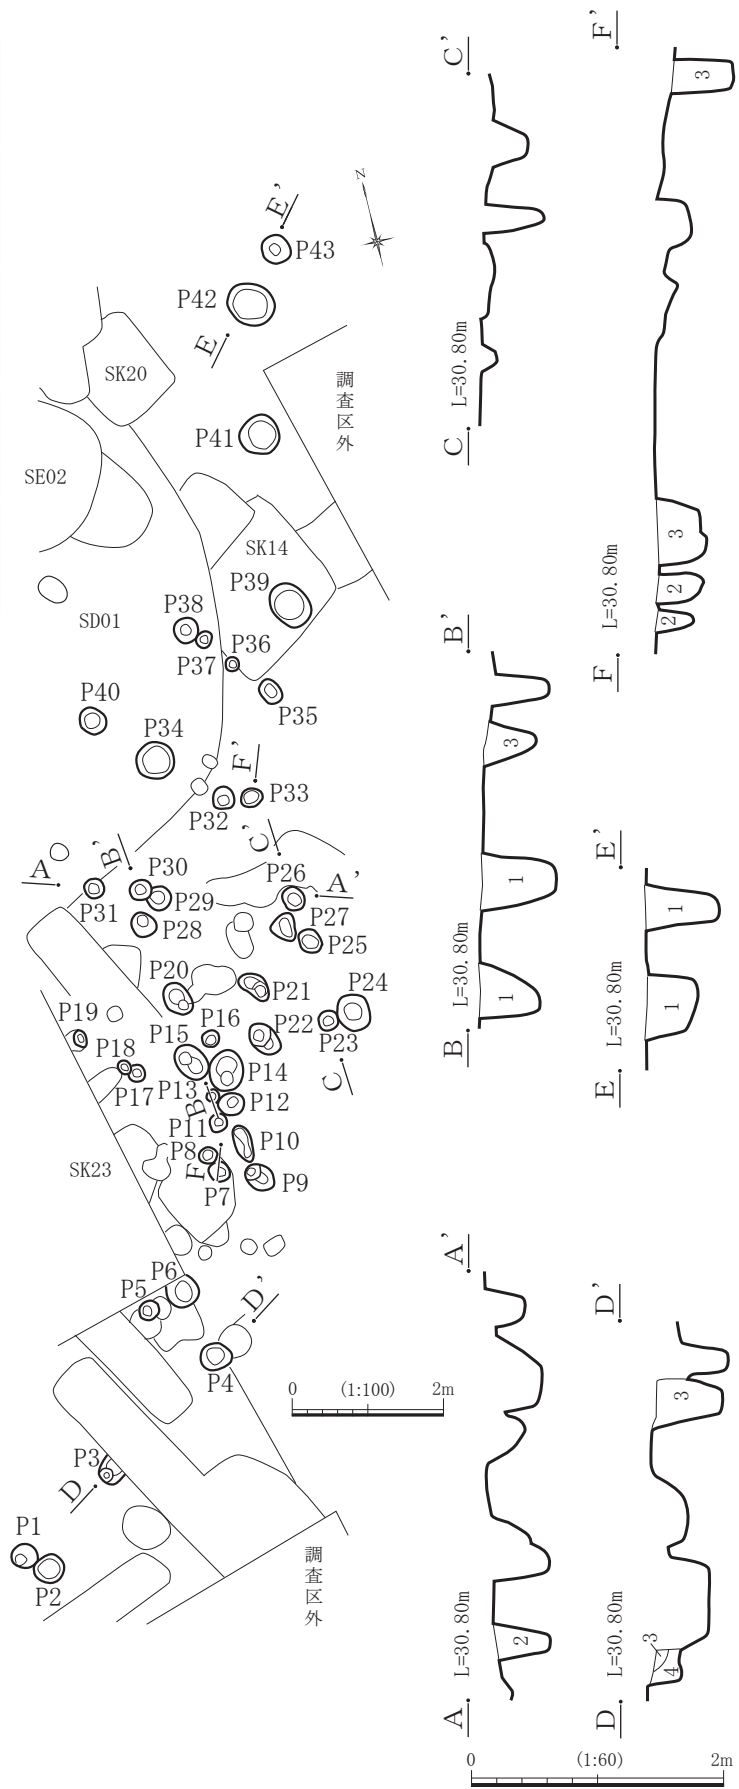 N
E'
P43
P42
E
SK20
調査区外
P41
SE02
SK14
P39
P38
SD01
P36
P37
P35
P40
P34
F'
P33
P32
C'
B'
P30
P26
A
A'
P31
P29
P27
P28
P25
P20
P24
P21
P19
P16
P15
P22
P18
P23
P14
P17
P13
C
B
P12
P11
P10
P8
SK23
F
P9
P7
P6
P5
D'
P4
0 (1:100) 2m
P3
D
P1
P2
調査区外
C'
L=30.80m
C
F'
3
3
2
2
L=30.80m
F
B'
3
1
1
L=30.80m
B
E'
1
1
L=30.80m
E
A'
2
L=30.80m
A
D'
3
3
4
L=30.80m
D
0 (1:60) 2m